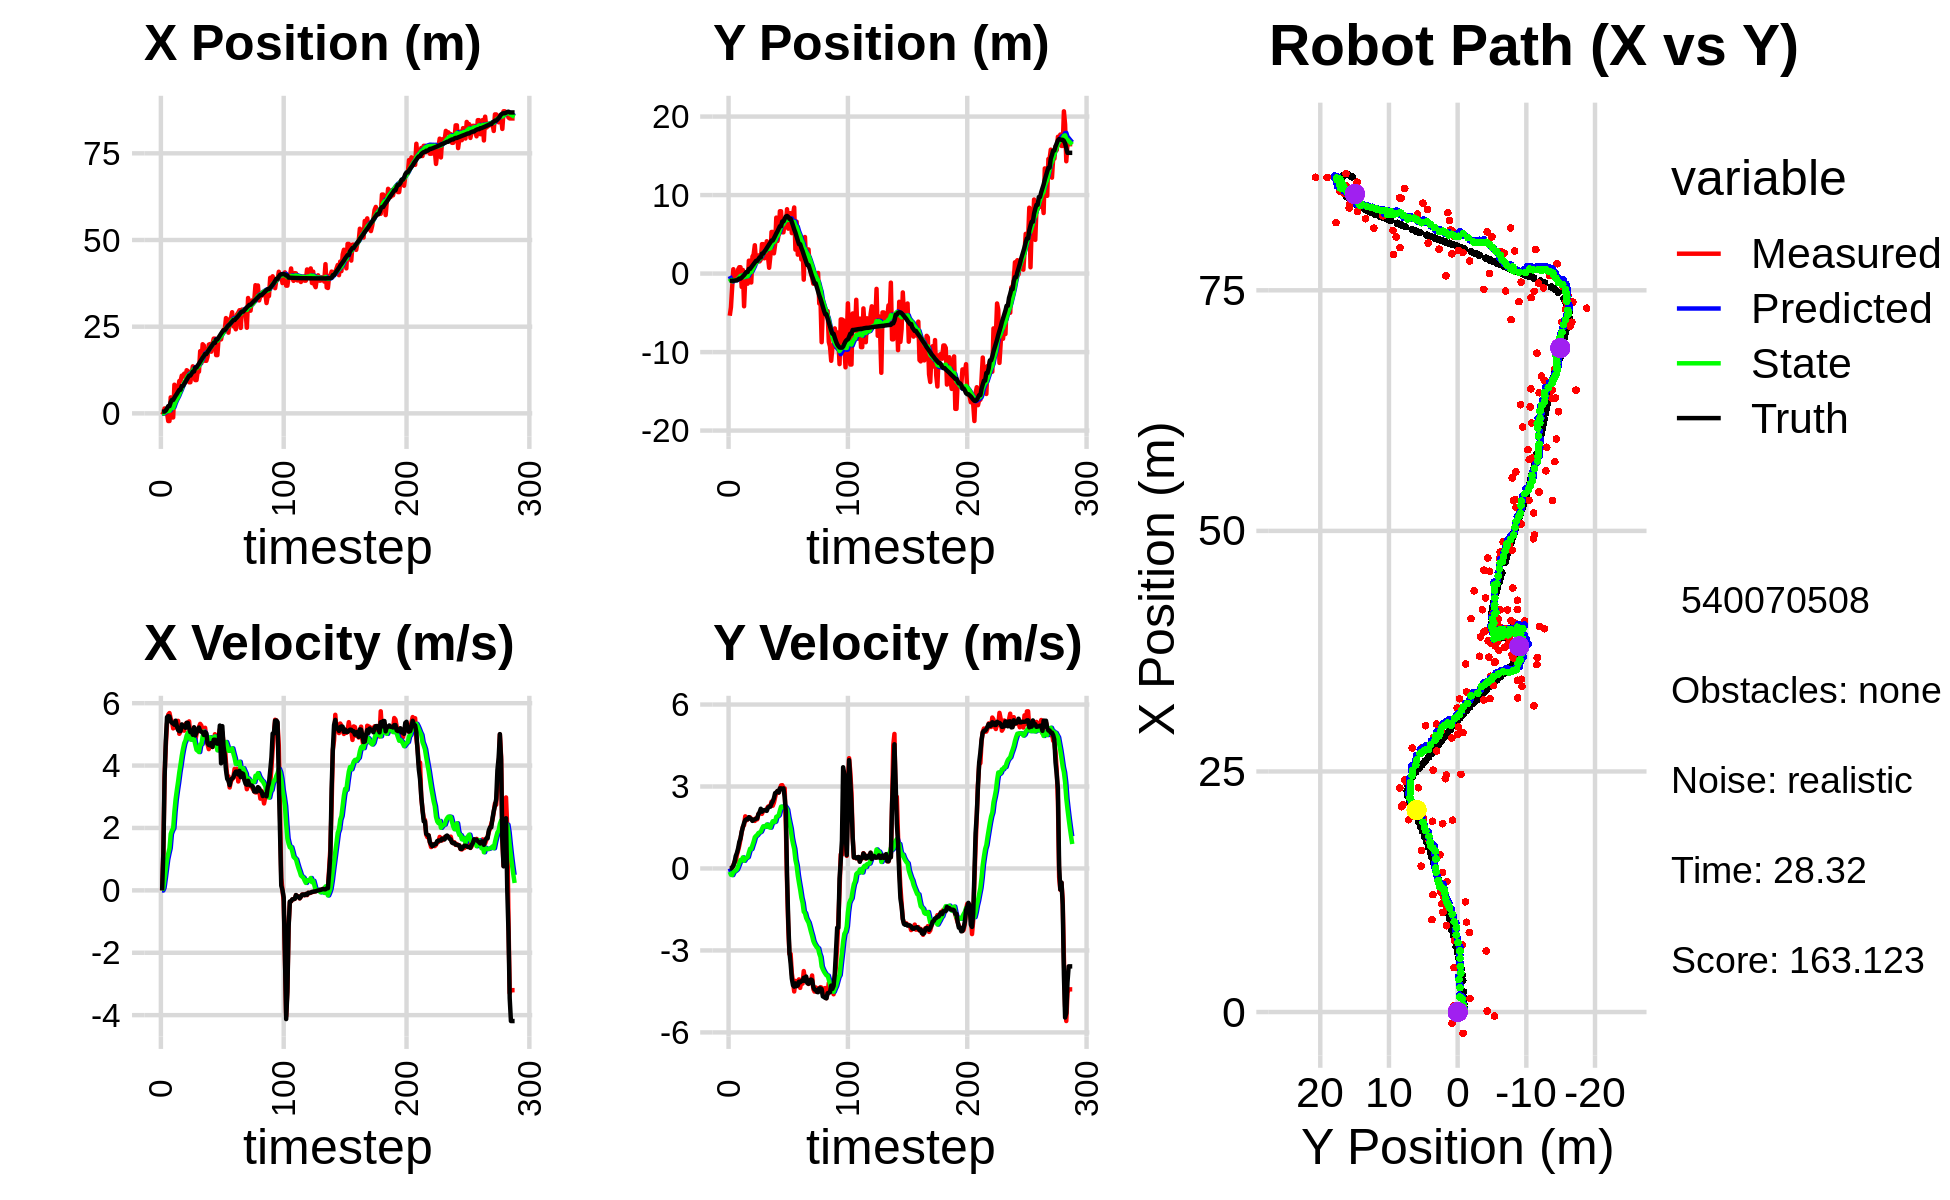 X Position (m)
75
50
25
0
0
100
200
300
timestep
Y Position (m)
20
10
0
-10
-20
0
100
200
300
timestep
X Velocity (m/s)
6
4
2
0
-2
-4
0
100
200
300
timestep
Y Velocity (m/s)
6
3
0
-3
-6
0
100
200
300
timestep
Robot Path (X vs Y)
X Position (m)
75
50
25
0
20 10 0 -10 -20
Y Position (m)
variable
Measured
Predicted
State
Truth
540070508
Obstacles: none
Noise: realistic
Time: 28.32
Score: 163.123